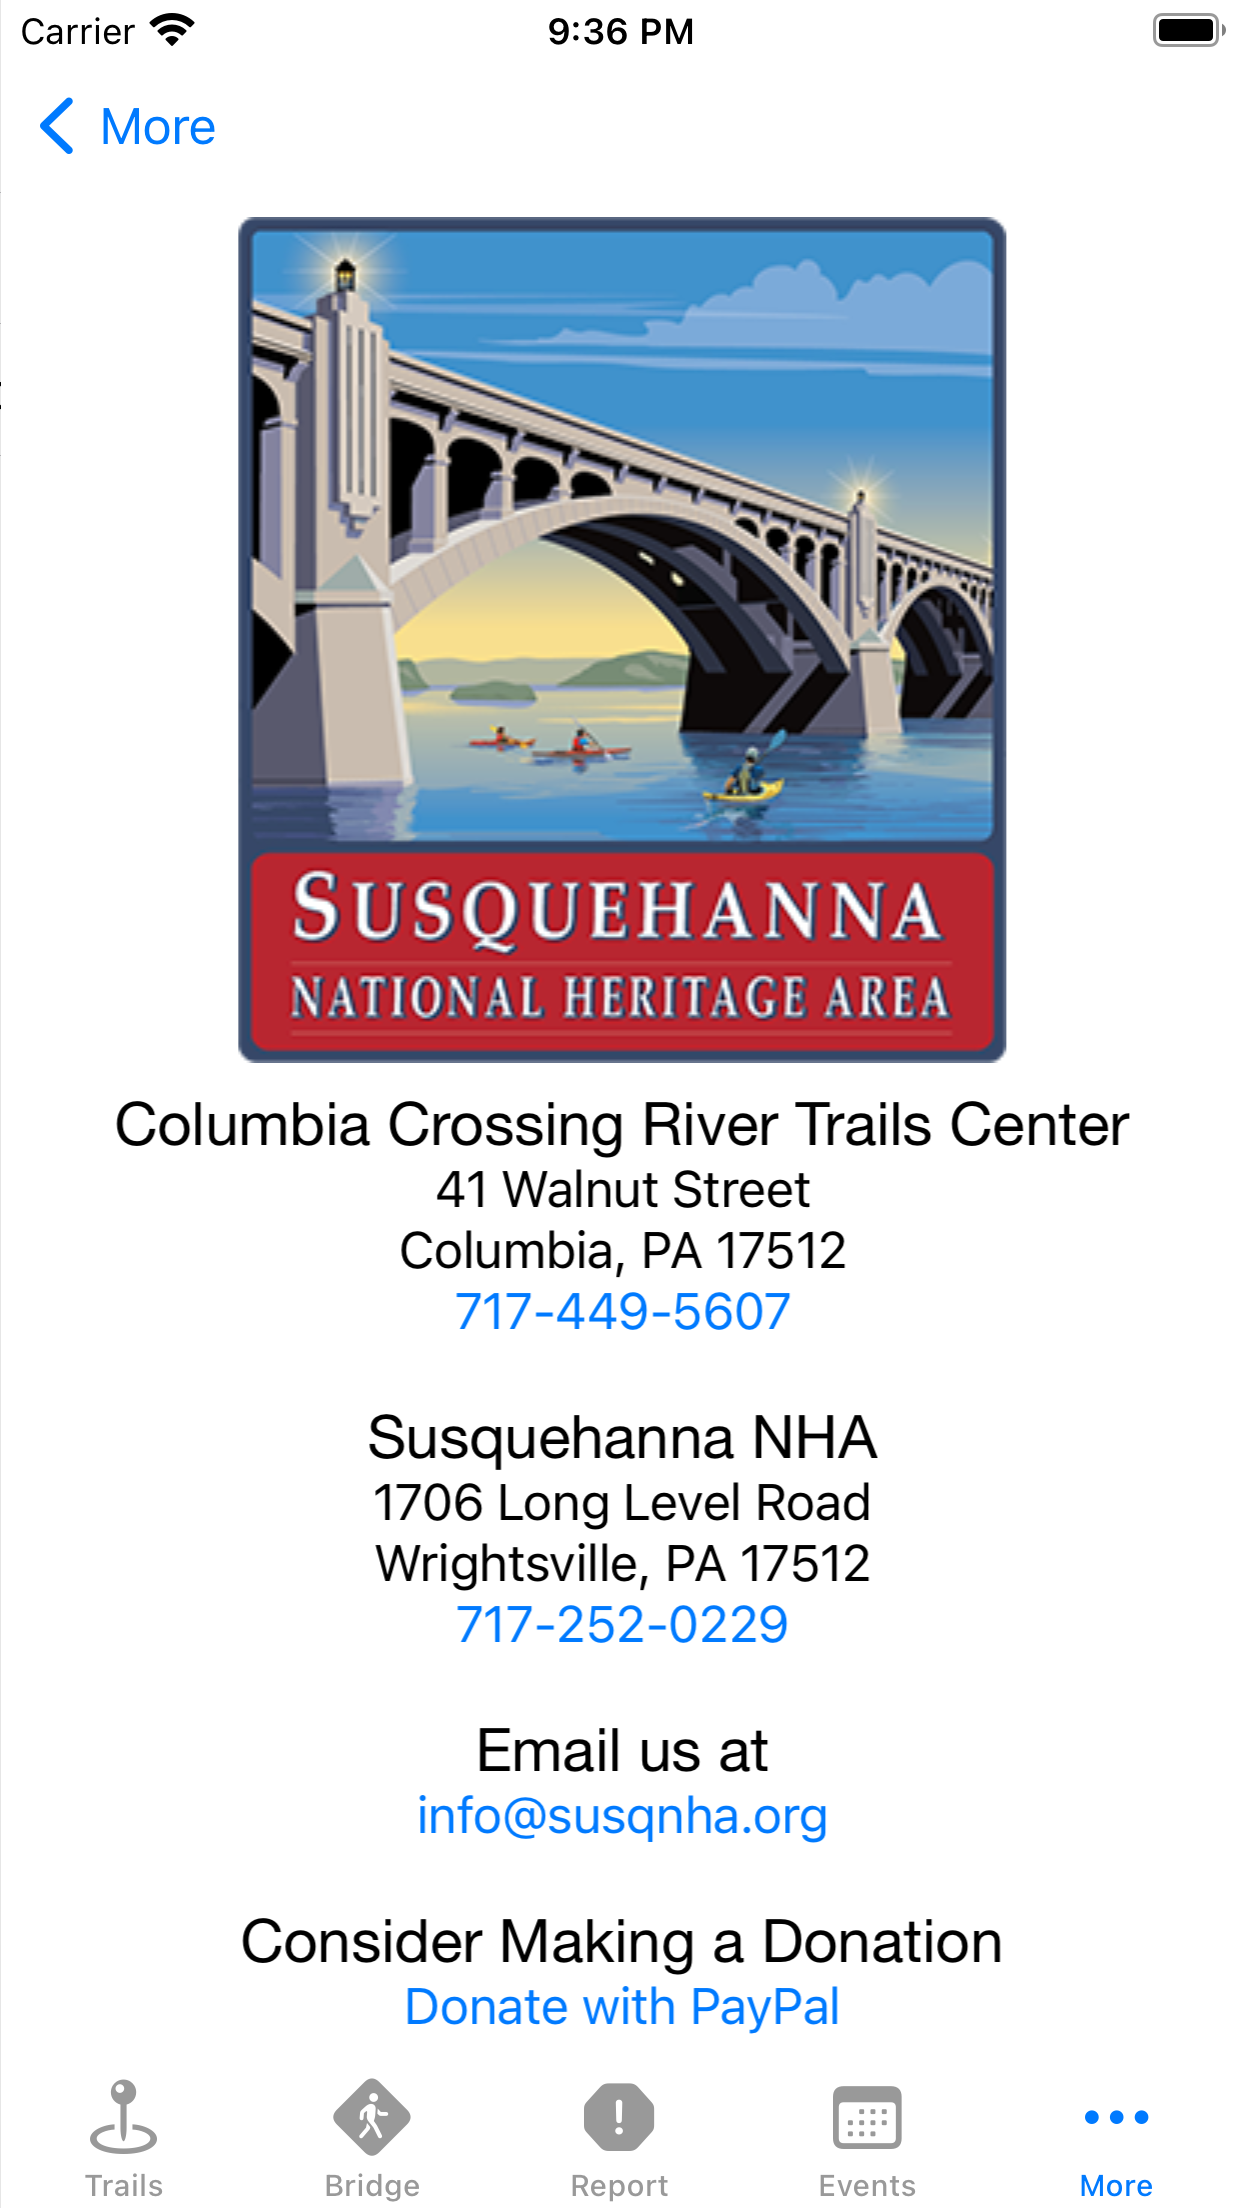 Carrier 9:36 PM
More
SUSQUEHANNA
NATIONAL HERITAGE AREA
Columbia Crossing River Trails Center
41 Walnut Street
Columbia, PA 17512
717-449-5607
Susquehanna NHA
1706 Long Level Road
Wrightsville, PA 17512
717-252-0229
Email us at
info@susqnha.org
Consider Making a Donation
Donate with PayPal
Trails Bridge Report Events More